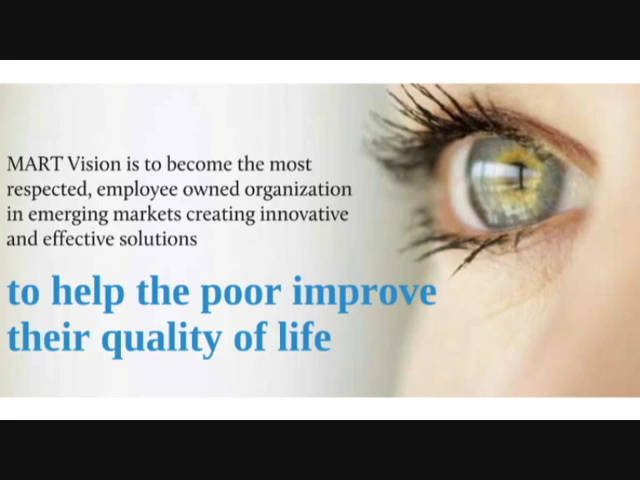 MART Vision is to become the most
respected, employee owned organization
in emerging markets creating innovative
and effective solutions
to help the poor improve
their quality of life